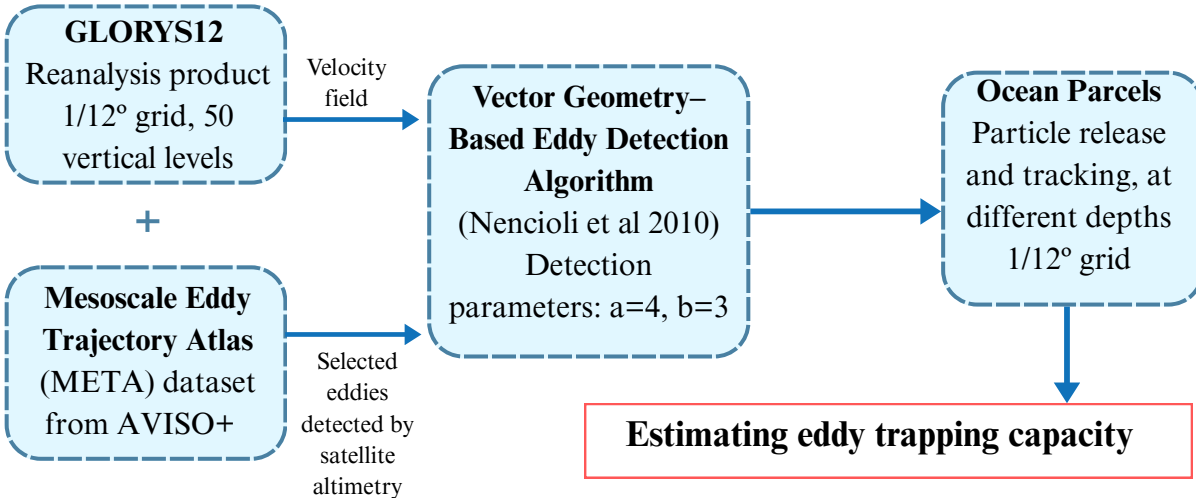 GLORYS12
Reanalysis product
1/12º grid, 50
vertical levels
+
Mesoscale Eddy
Trajectory Atlas
(META) dataset
from AVISO+
Velocity
field
Selected
eddies
detected by
satellite
altimetry
Vector Geometry–
Based Eddy Detection
Algorithm
(Nencioli et al 2010)
Detection
parameters: a=4, b=3
Ocean Parcels
Particle release
and tracking, at
different depths
1/12º grid
Estimating eddy trapping capacity